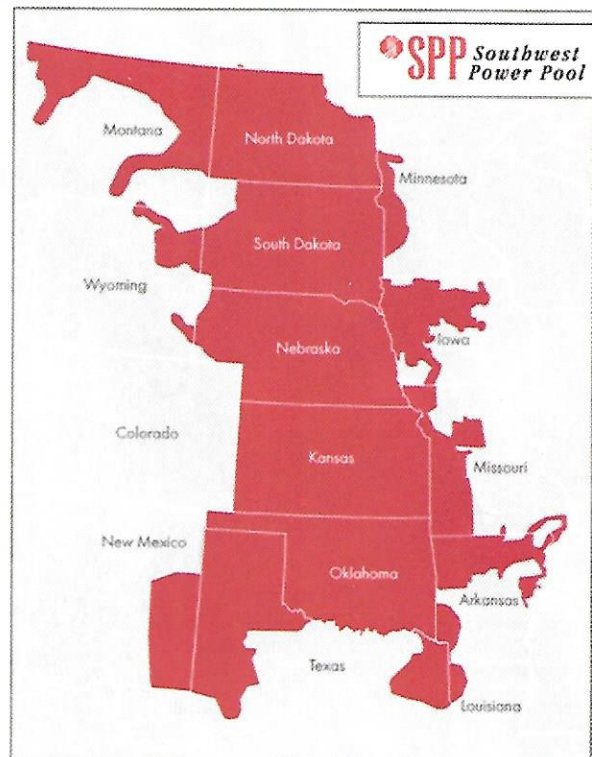 SPP Southwest
Power Pool
Montana
North Dakota
Minnesota
South Dakota
Wyoming
Iowa
Nebraska
Colorado
Kansas
Missouri
New Mexico
Oklahoma
Arkansas
Texas
Louisiana